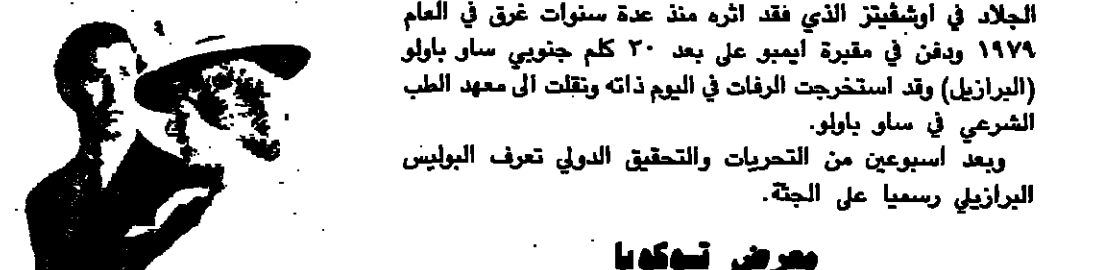 الجلاد في اوشفيتز الذي فقد اثره منذ عدة سنوات غرق في العام
١٩٧٩ ودفن في مقبرة ايمبو على بعد ٣٠ كلم جنوبي ساو باولو
(البرازيل) وقد استخرجت الرفات في اليوم ذاته ونقلت الى معهد الطب
الشرعي في ساو باولو.
وبعد اسبوعين من التحريات والتحقيق الدولي تعرف البوليس
البرازيلي رسميا على الجثة.
معرض تسوكوبا